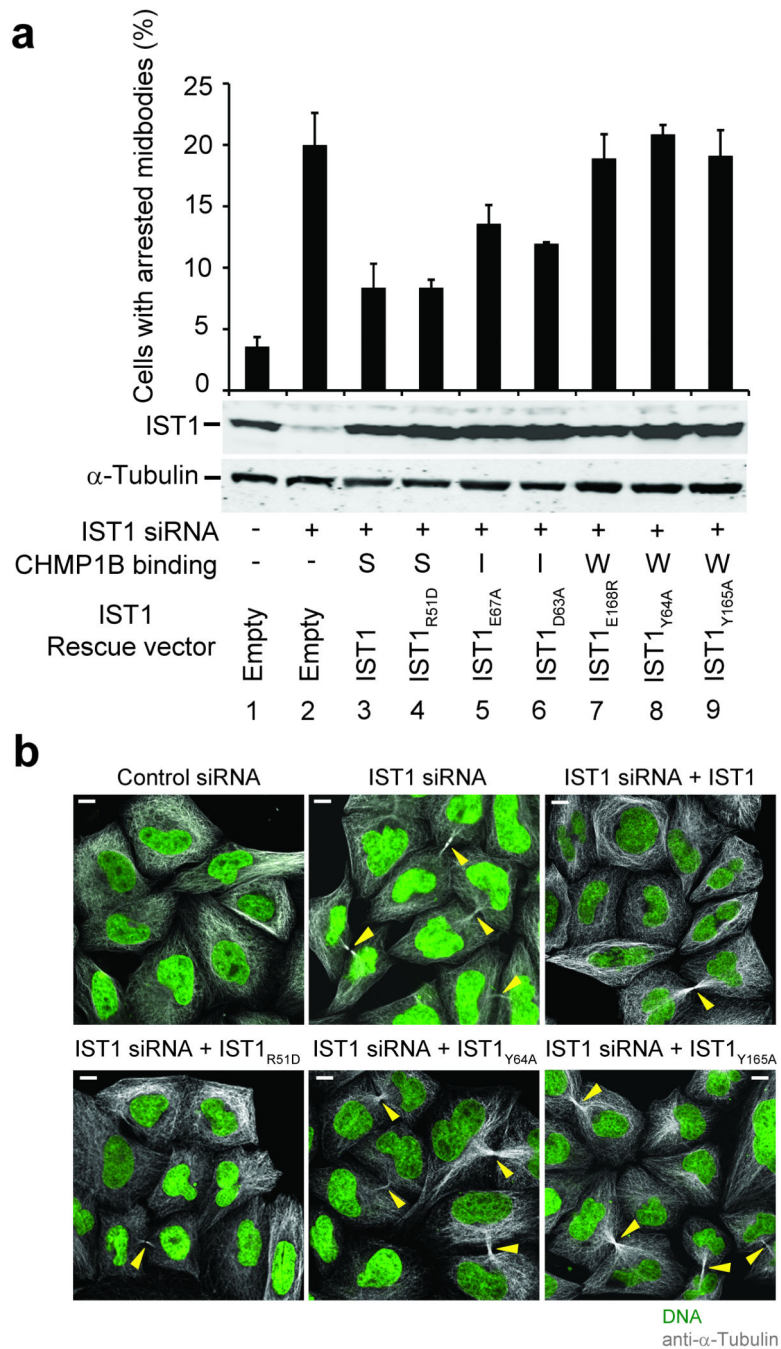 a
Cells with arrested midbodies (%)
25
20
15
10
5
0
IST1
α-Tubulin
IST1 siRNA - + + + + + + + +
CHMP1B binding - - S S I I W W W
IST1
Rescue vector
Empty
Empty
IST1
IST1R51D
IST1E67A
IST1D63A
IST1E168R
IST1Y64A
IST1Y165A
1 2 3 4 5 6 7 8 9
b
Control siRNA
IST1 siRNA
IST1 siRNA + IST1
IST1 siRNA + IST1R51D
IST1 siRNA + IST1Y64A
IST1 siRNA + IST1Y165A
DNA
anti-α-Tubulin